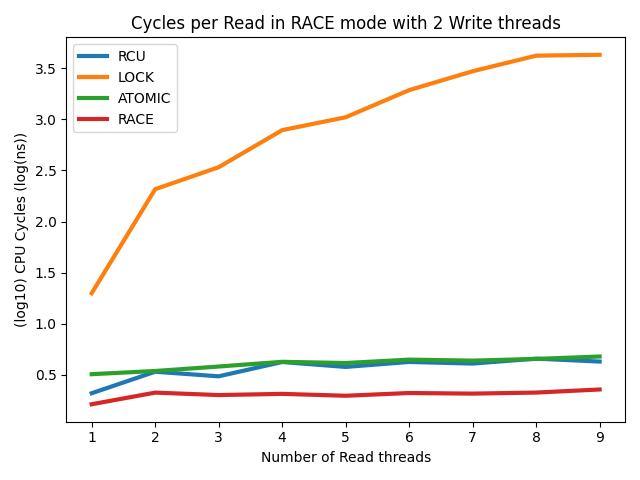 Cycles per Read in RACE mode with 2 Write threads
RCU
LOCK
ATOMIC
RACE
(log10) CPU Cycles (log(ns))
3.5
3.0
2.5
2.0
1.5
1.0
0.5
1 2 3 4 5 6 7 8 9
Number of Read threads